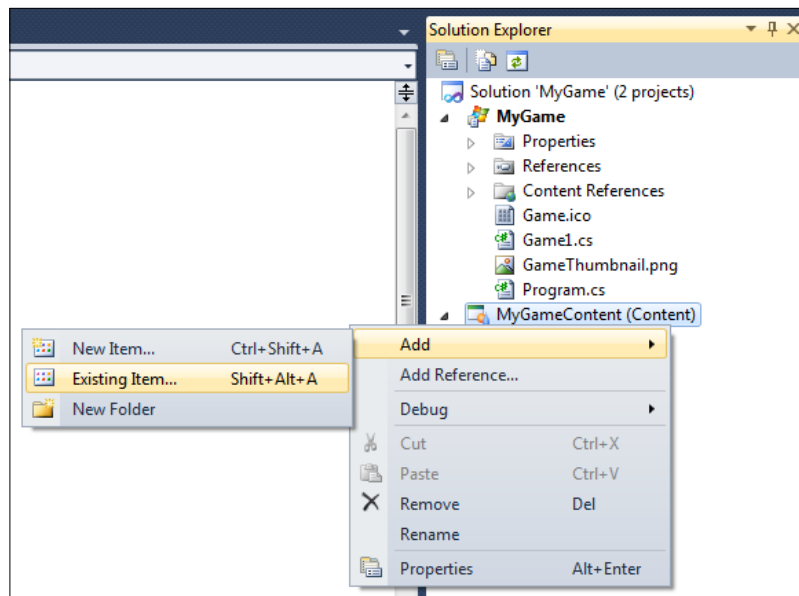 Solution Explorer
Solution 'MyGame' (2 projects)
MyGame
Properties
References
Content References
Game.ico
Game1.cs
GameThumbnail.png
Program.cs
MyGameContent (Content)
New Item... Ctrl+Shift+A
Existing Item... Shift+Alt+A
New Folder
Add
Add Reference...
Debug
Cut Ctrl+X
Paste Ctrl+V
Remove Del
Rename
Properties Alt+Enter